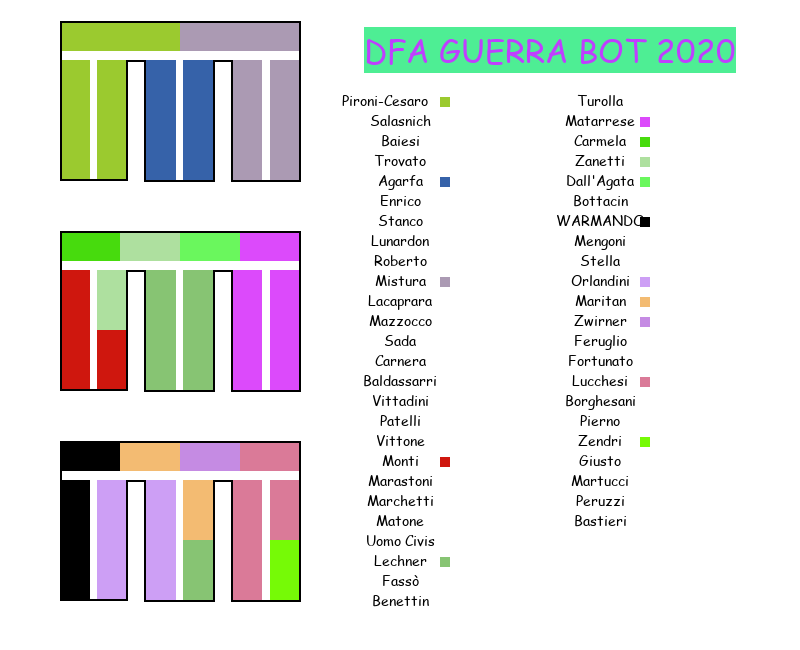 DFA GUERRA BOT 2020
Pironi-Cesaro
Salasnich
Baiesi
Trovato
Agarfa
Enrico
Stanco
Lunardon
Roberto
Mistura
Lacaprara
Mazzocco
Sada
Carnera
Baldassarri
Vittadini
Patelli
Vittone
Monti
Marastoni
Marchetti
Matone
Uomo Civis
Lechner
Fassò
Benettin
Turolla
Matarrese
Carmela
Zanetti
Dall'Agata
Bottacin
WARMANDO
Mengoni
Stella
Orlandini
Maritan
Zwirner
Feruglio
Fortunato
Lucchesi
Borghesani
Pierno
Zendri
Giusto
Martucci
Peruzzi
Bastieri